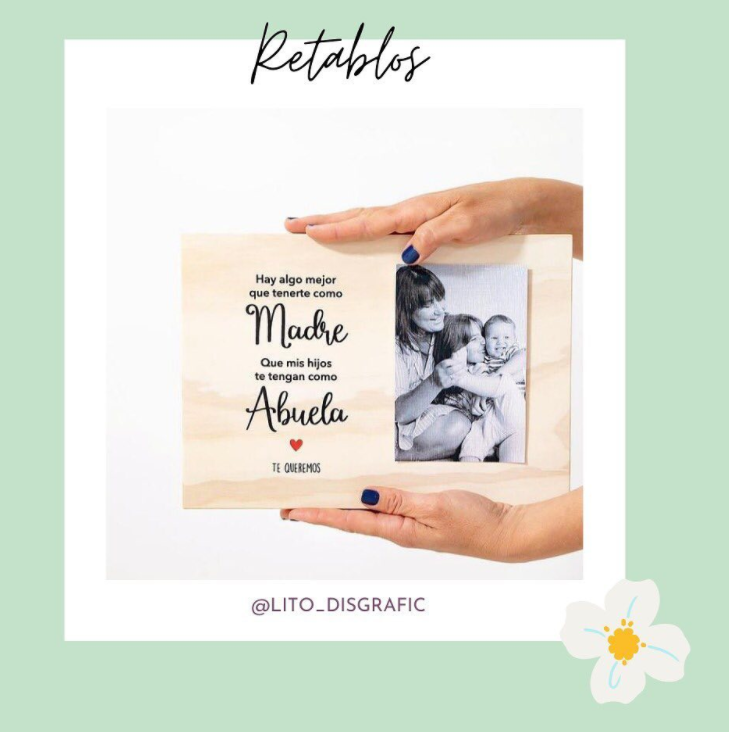 Retablos
Hay algo mejor
que tenerte como
Madre
Que mis hijos
te tengan como
Abuela
TE QUEREMOS
@LITO_DISGRAFIC